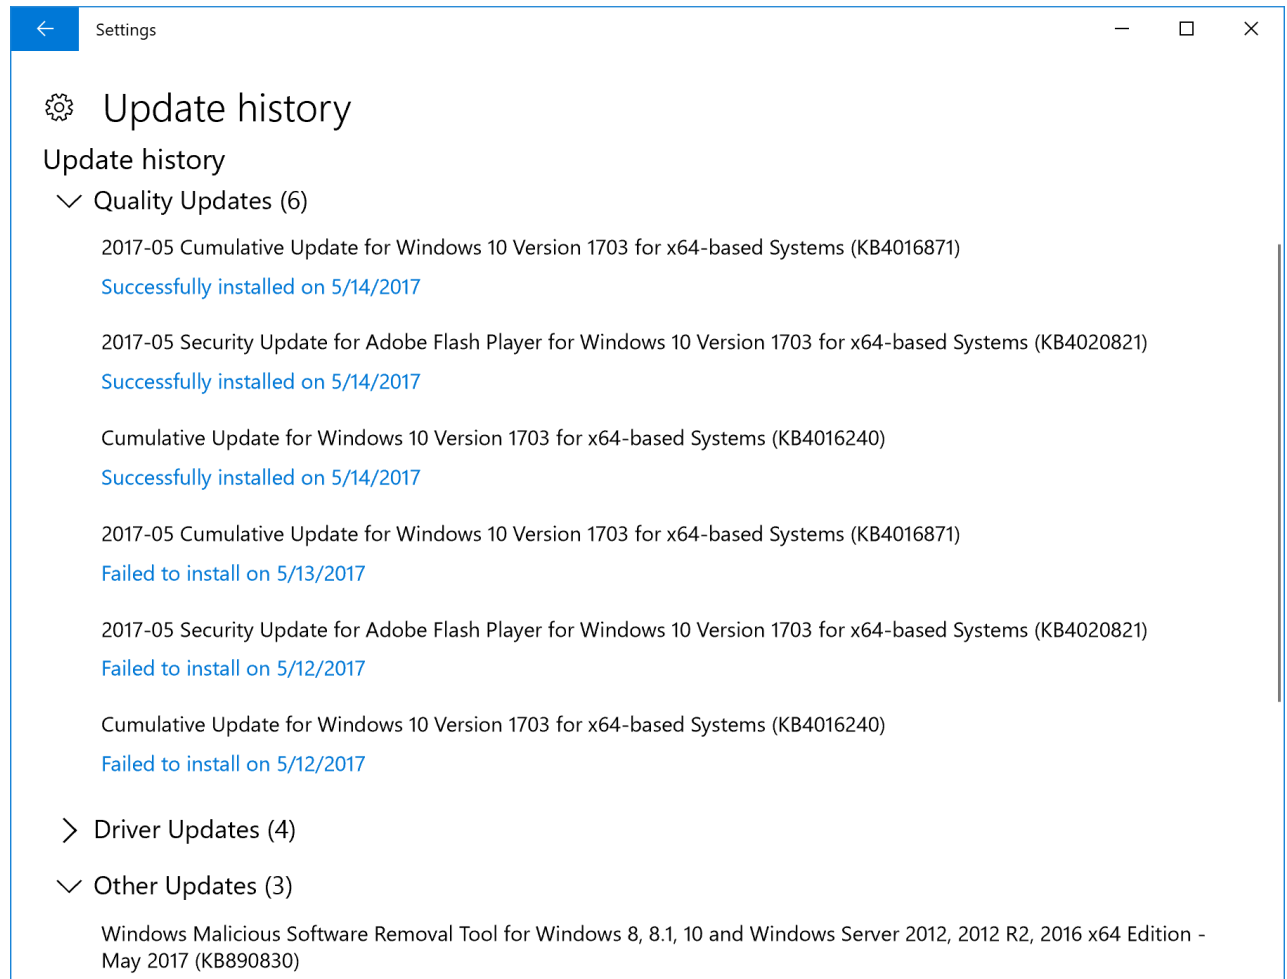 Settings
Update history
Update history
Quality Updates (6)
2017-05 Cumulative Update for Windows 10 Version 1703 for x64-based Systems (KB4016871)
Successfully installed on 5/14/2017
2017-05 Security Update for Adobe Flash Player for Windows 10 Version 1703 for x64-based Systems (KB4020821)
Successfully installed on 5/14/2017
Cumulative Update for Windows 10 Version 1703 for x64-based Systems (KB4016240)
Successfully installed on 5/14/2017
2017-05 Cumulative Update for Windows 10 Version 1703 for x64-based Systems (KB4016871)
Failed to install on 5/13/2017
2017-05 Security Update for Adobe Flash Player for Windows 10 Version 1703 for x64-based Systems (KB4020821)
Failed to install on 5/12/2017
Cumulative Update for Windows 10 Version 1703 for x64-based Systems (KB4016240)
Failed to install on 5/12/2017
Driver Updates (4)
Other Updates (3)
Windows Malicious Software Removal Tool for Windows 8, 8.1, 10 and Windows Server 2012, 2012 R2, 2016 x64 Edition -
May 2017 (KB890830)